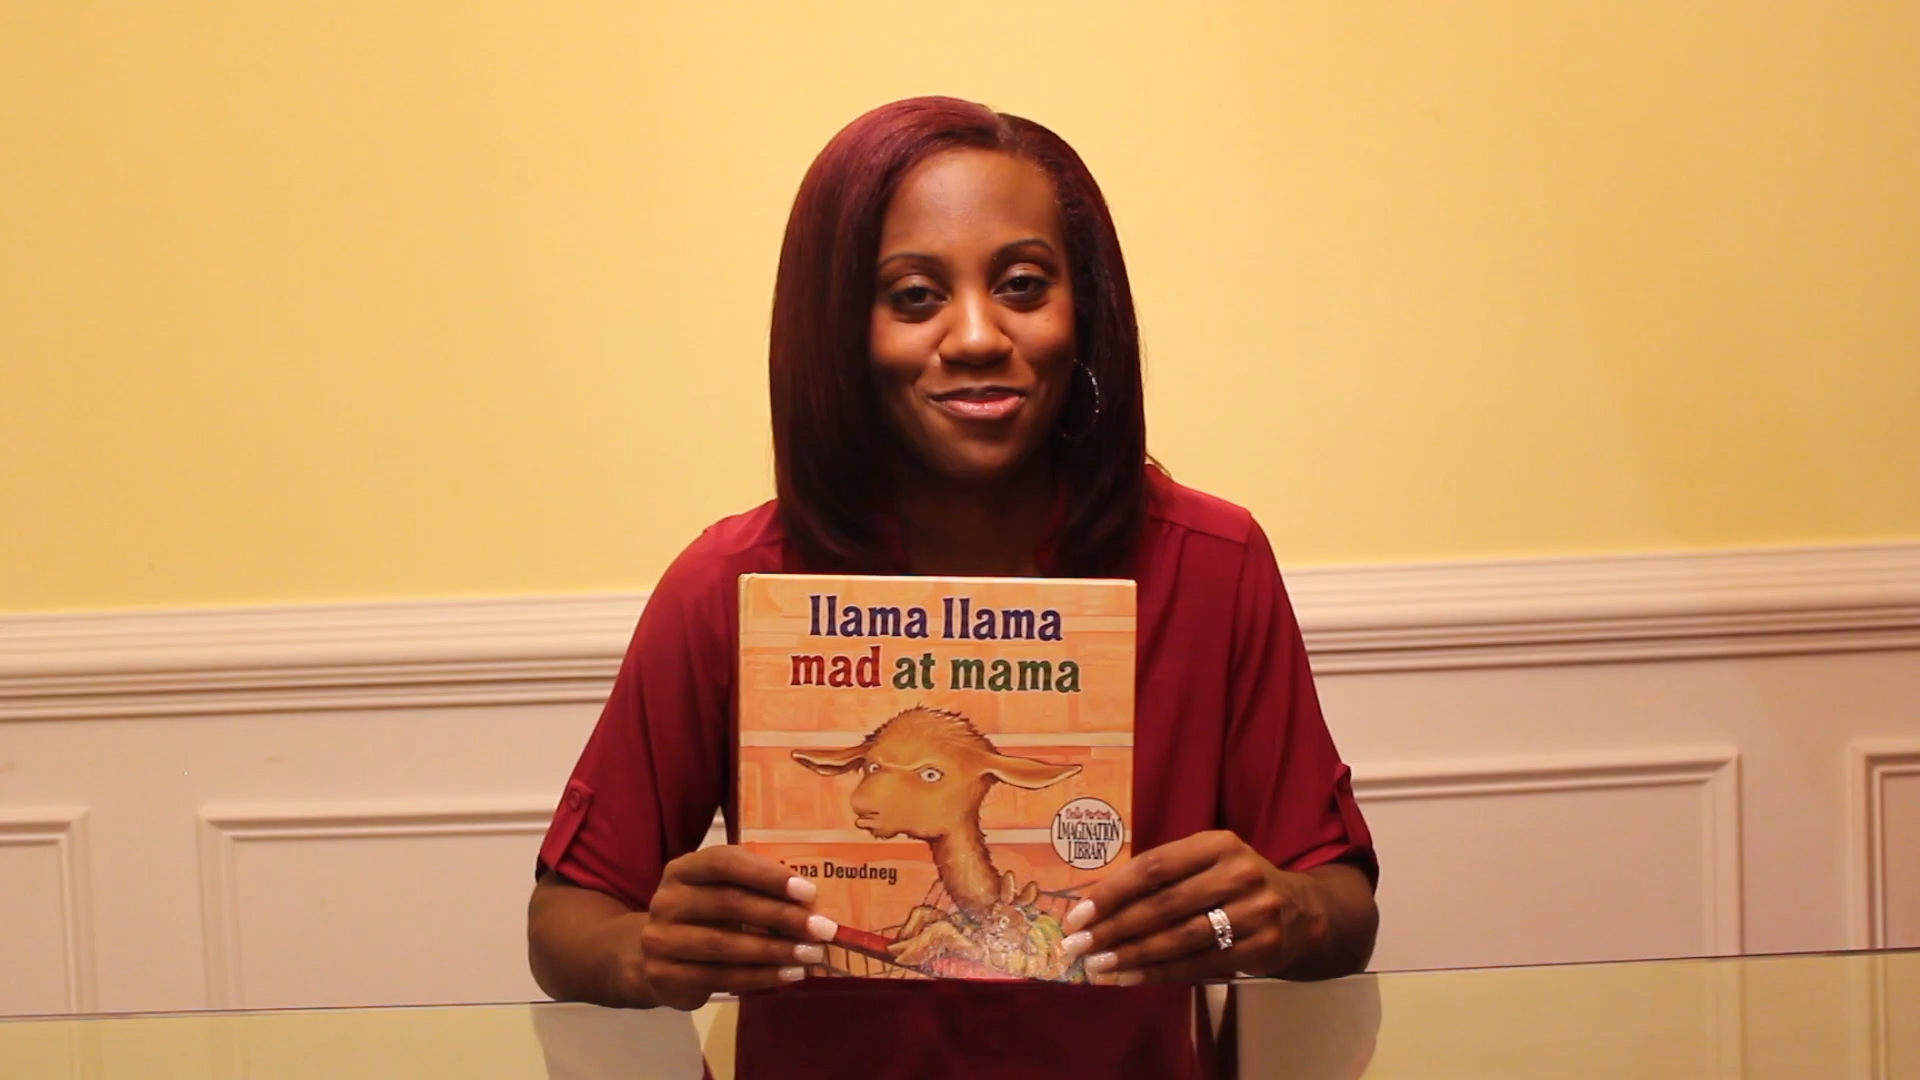 llama llama
mad at mama
Dolly Parton's
IMAGINATION
LIBRARY
Dewdney